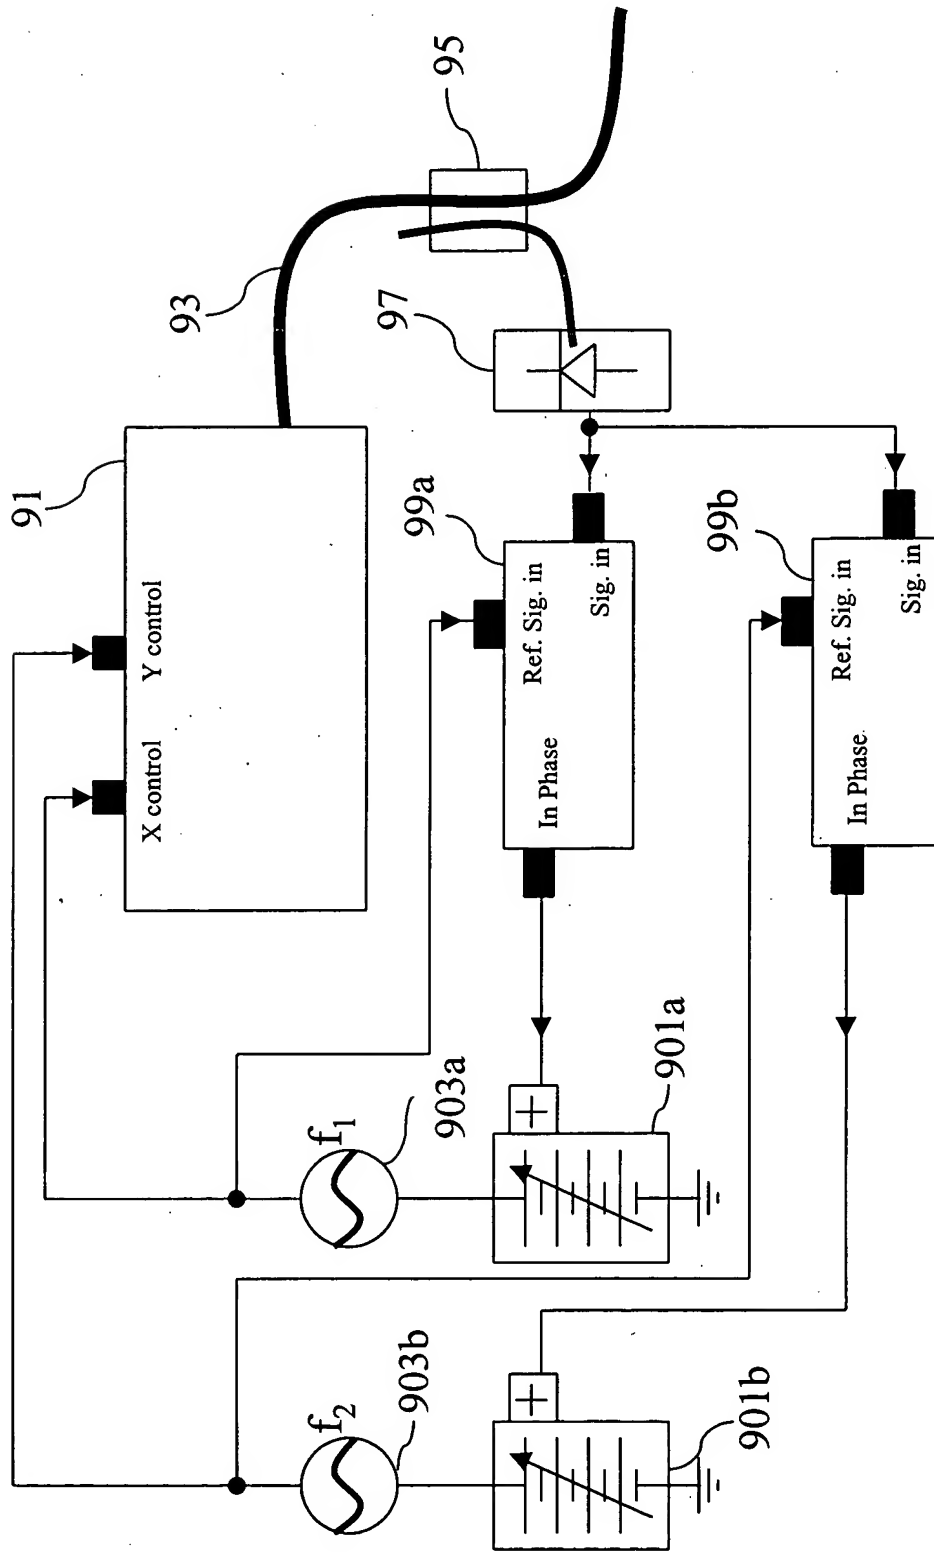 91
X control
Y control
93
95
97
99a
Ref. Sig. in
Sig. in
In Phase
99b
Ref. Sig. in
Sig. in
In Phase
f1
903a
+
901a
f2
903b
+
901b